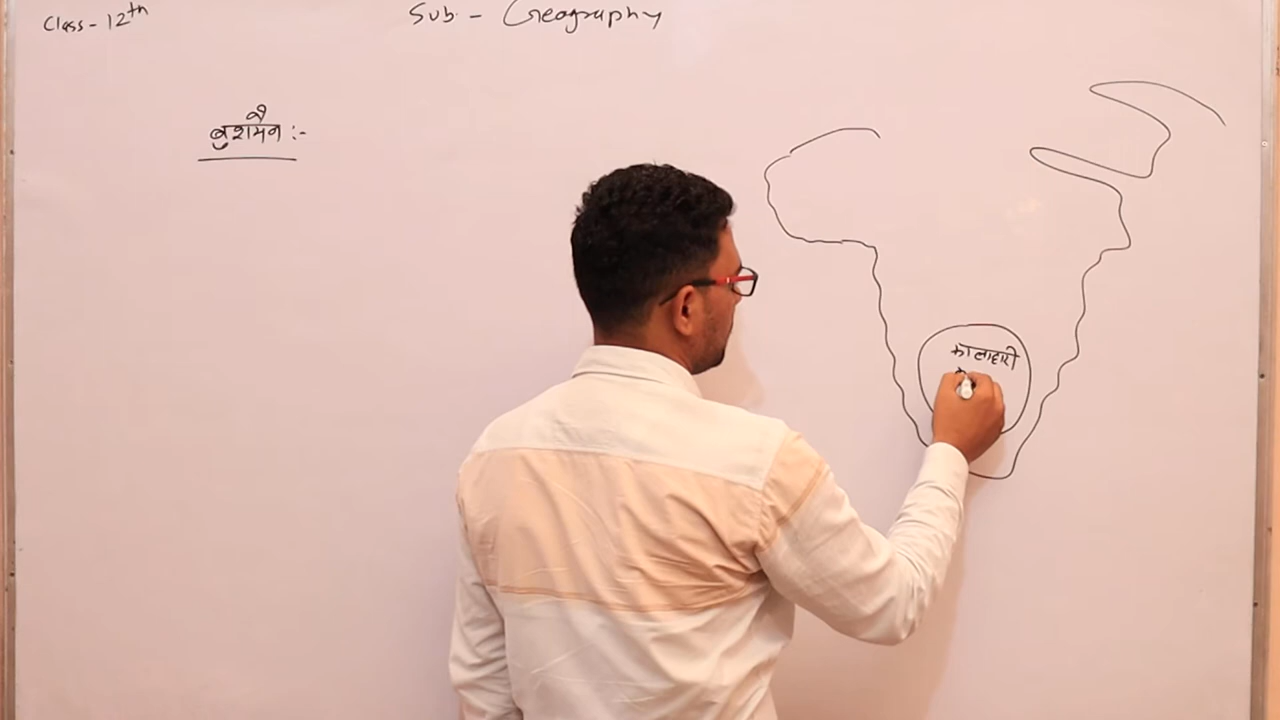 Class - 12th
Sub. - Geography
बुशमैन :-
कालाहारी